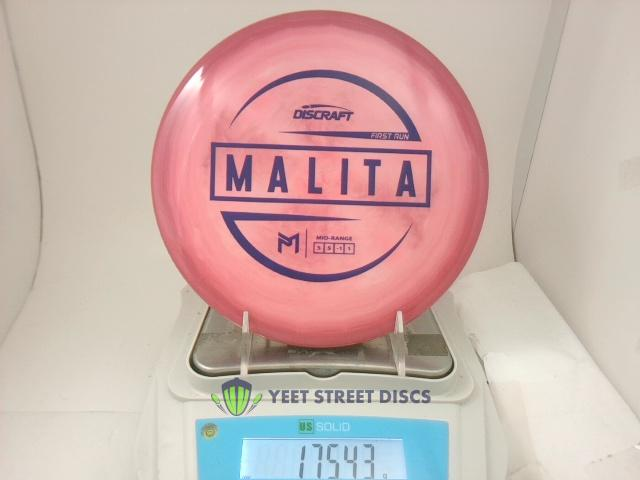 DISCRAFT
FIRST RUN
MALITA
MID-RANGE
5 5 -1 1
YEET STREET DISCS
US SOLID
175.43 g